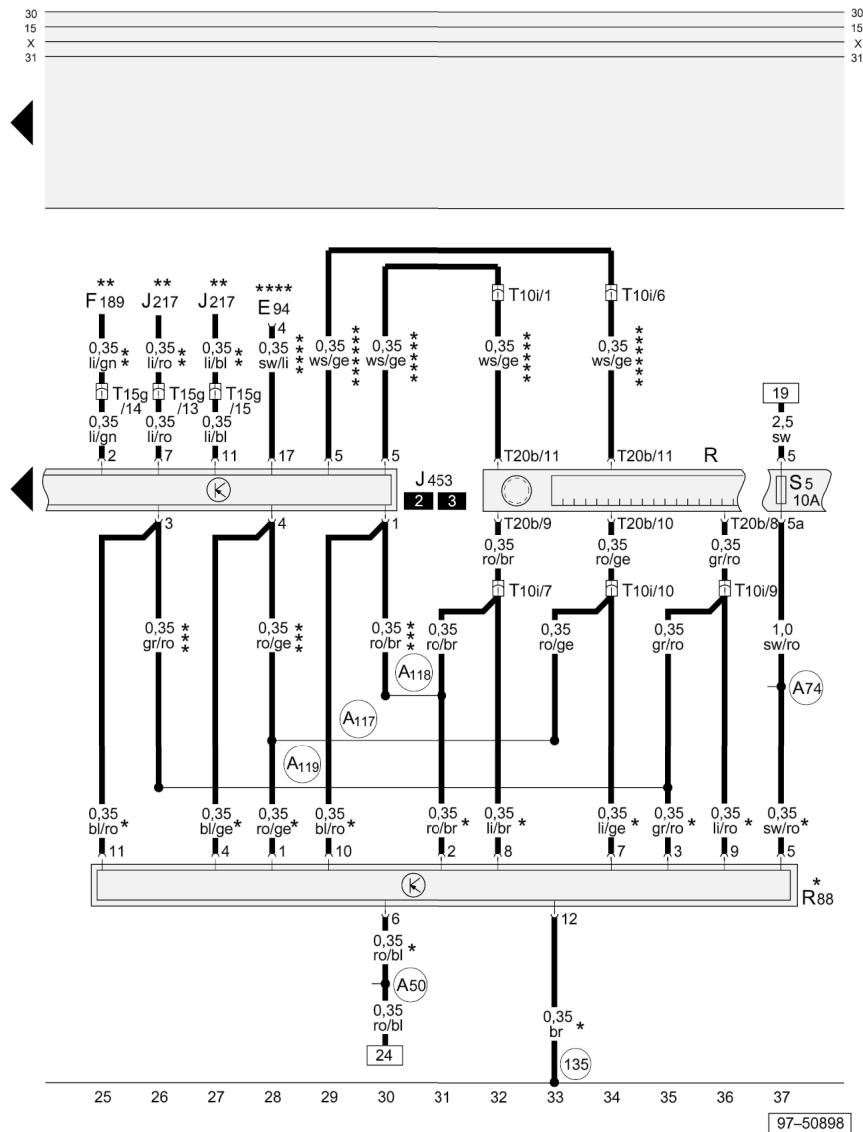 30 30
15 15
X X
31 31
** ** ** ****
F189 J217 J217 E94
4
T10i/1 T10i/6
0,35 li/gn ** 0,35 li/ro ** 0,35 li/bl ** 0,35 sw/li **** 0,35 ws/ge ****** 0,35 ws/ge ***** 0,35 ws/ge ***** 0,35 ws/ge ******
19
T15g/14 T15g/13 T15g/15
2,5 sw
0,35 li/gn 0,35 li/ro 0,35 li/bl
2 7 11 17 5 5 T20b/11 T20b/11 R 5
J453
2 3
S5
10A
3 4 1 T20b/9 T20b/10 T20b/8 5a
0,35 ro/br 0,35 ro/ge 0,35 gr/ro
T10i/7 T10i/10 T10i/9
0,35 gr/ro *** 0,35 ro/ge *** 0,35 ro/br *** 0,35 ro/br 0,35 ro/ge 0,35 gr/ro 1,0 sw/ro
A118
A74
A117
A119
0,35 bl/ro * 0,35 bl/ge * 0,35 ro/ge * 0,35 bl/ro * 0,35 ro/br * 0,35 li/br * 0,35 li/ge * 0,35 gr/ro * 0,35 li/ro * 0,35 sw/ro *
11 4 1 10 2 8 7 3 9 5
*
R88
6 12
0,35 ro/bl *
A50
0,35 ro/bl
0,35 br *
24
135
25 26 27 28 29 30 31 32 33 34 35 36 37
97–50898